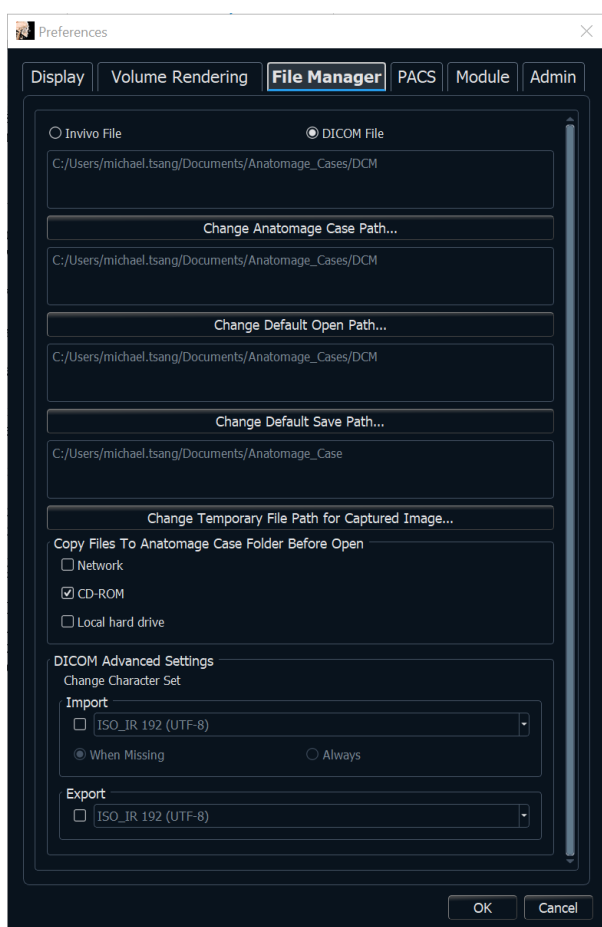 Preferences
Display Volume Rendering File Manager PACS Module Admin
Invivo File DICOM File
C:/Users/michael.tsang/Documents/Anatomage_Cases/DCM
Change Anatomage Case Path...
C:/Users/michael.tsang/Documents/Anatomage_Cases/DCM
Change Default Open Path...
C:/Users/michael.tsang/Documents/Anatomage_Cases/DCM
Change Default Save Path...
C:/Users/michael.tsang/Documents/Anatomage_Case
Change Temporary File Path for Captured Image...
Copy Files To Anatomage Case Folder Before Open
Network
CD-ROM
Local hard drive
DICOM Advanced Settings
Change Character Set
Import
ISO_IR 192 (UTF-8)
When Missing Always
Export
ISO_IR 192 (UTF-8)
OK Cancel